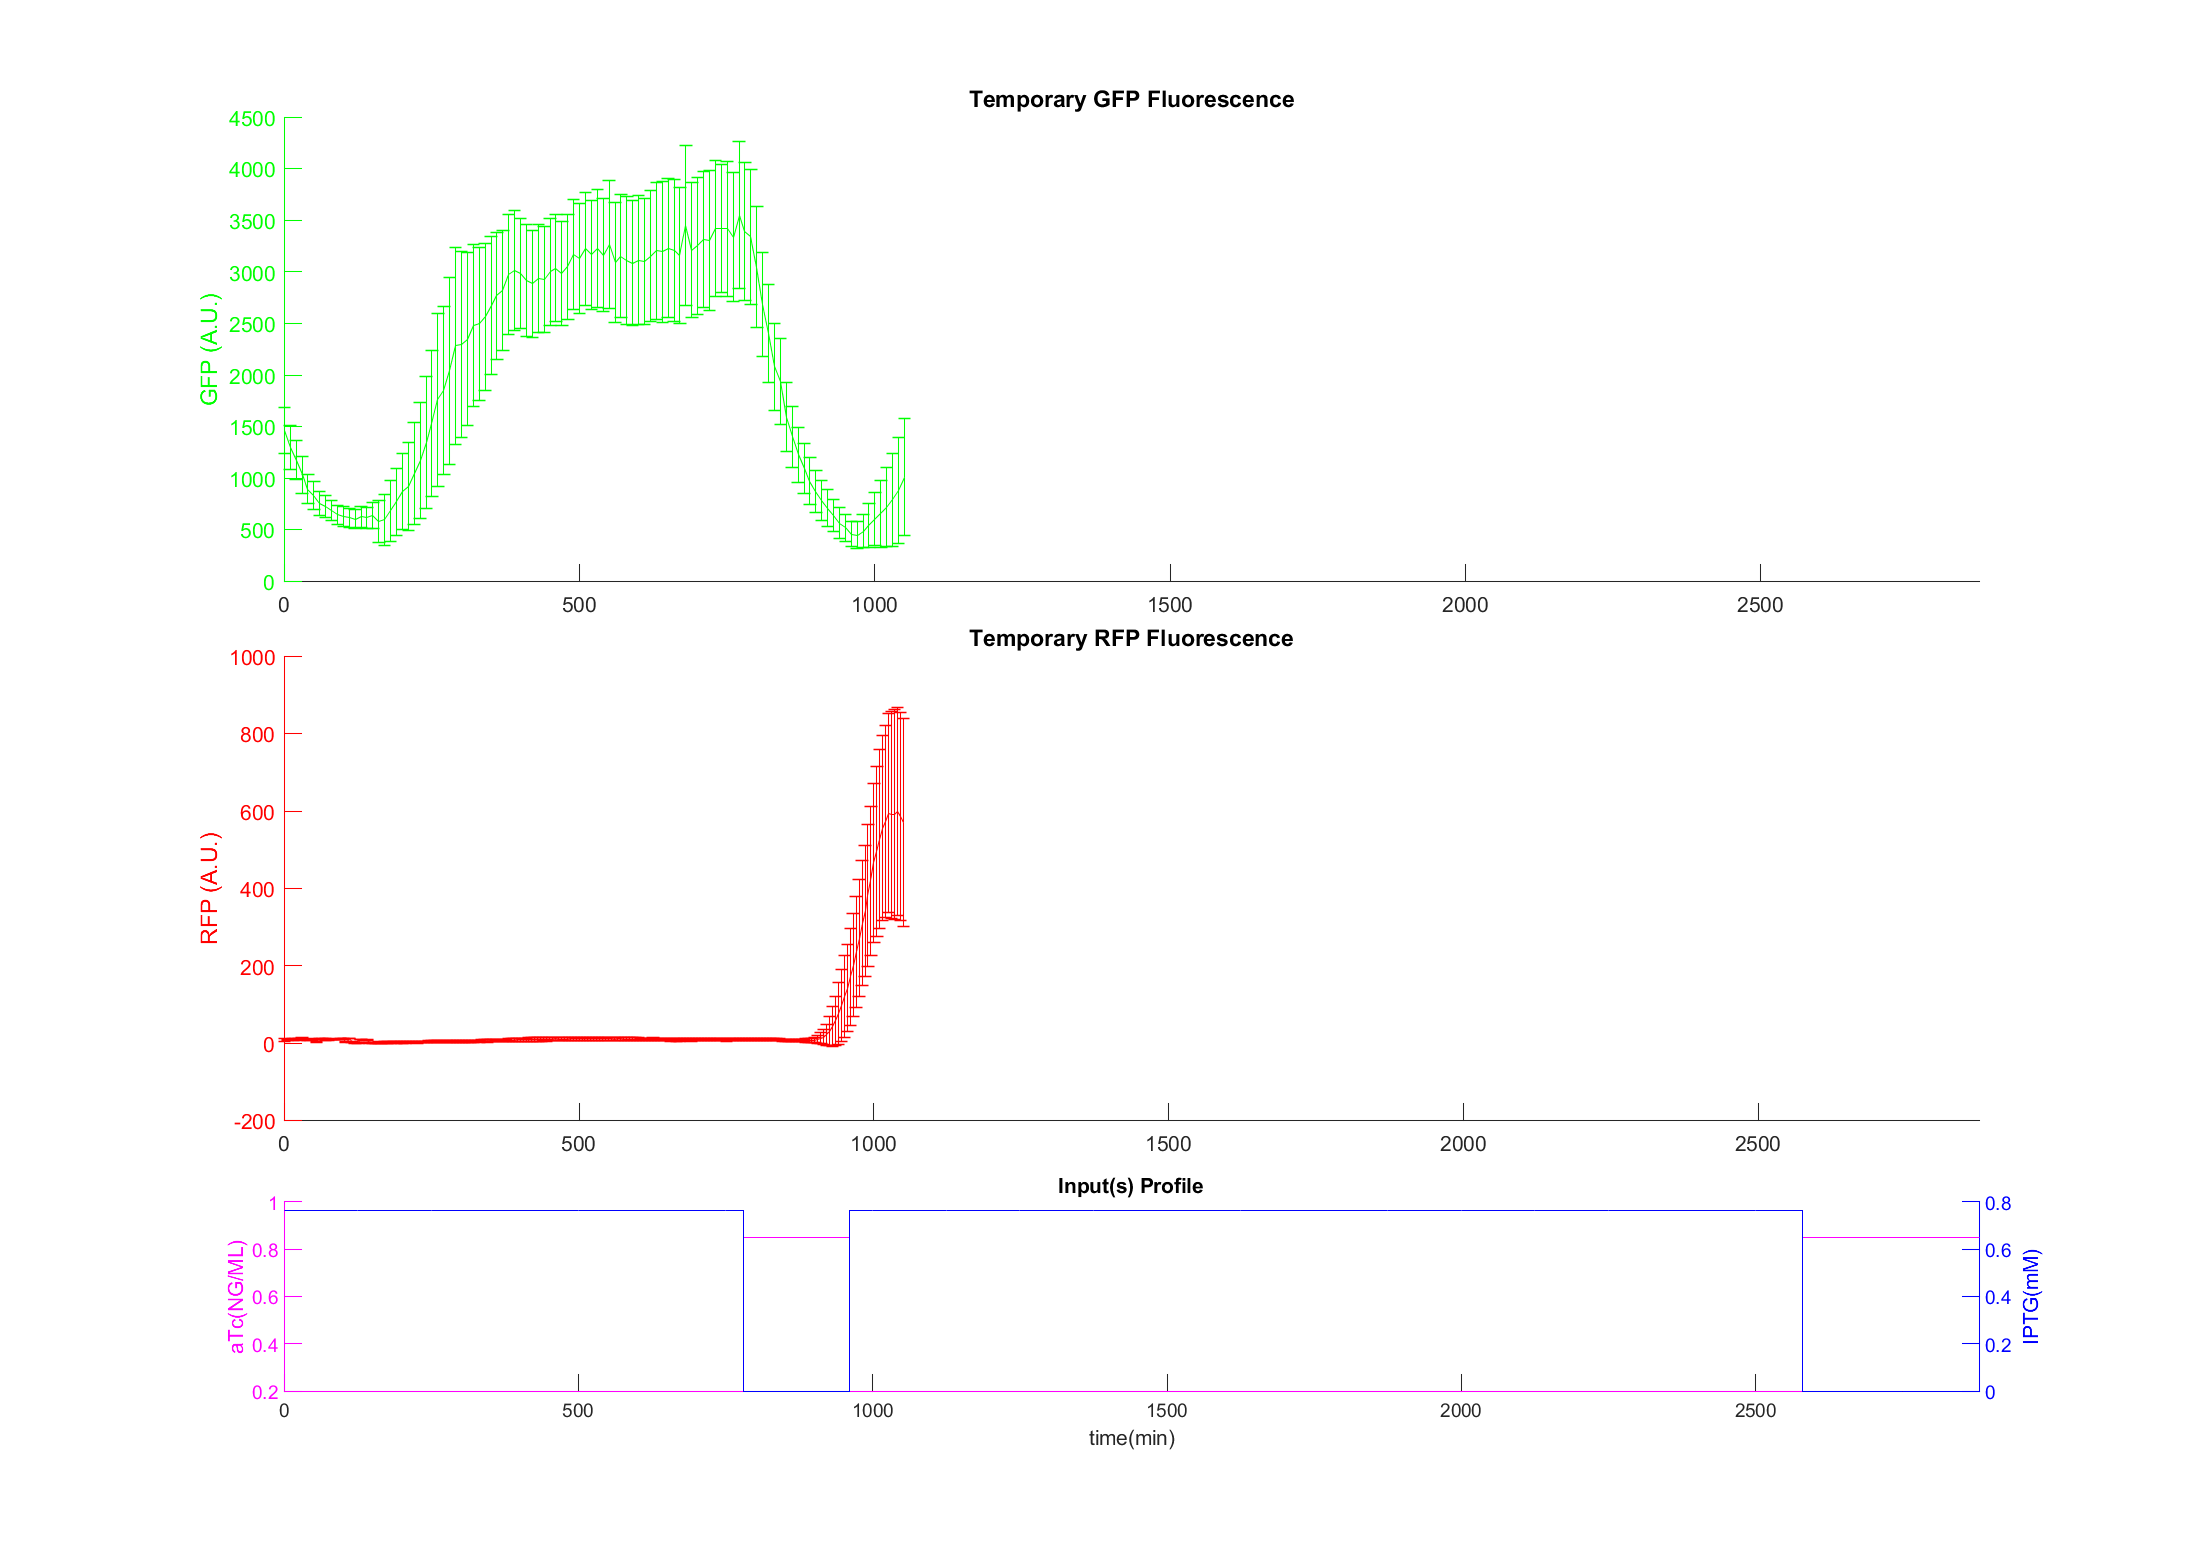 Temporary GFP Fluorescence
4500
4000
3500
3000
2500
2000
1500
1000
500
0
GFP (A.U.)
0 500 1000 1500 2000 2500
Temporary RFP Fluorescence
1000
800
600
400
200
0
-200
RFP (A.U.)
0 500 1000 1500 2000 2500
Input(s) Profile
1
0.8
0.6
0.4
0.2
aTc(NG/ML)
0.8
0.6
0.4
0.2
0
IPTG(mM)
0 500 1000 1500 2000 2500
time(min)